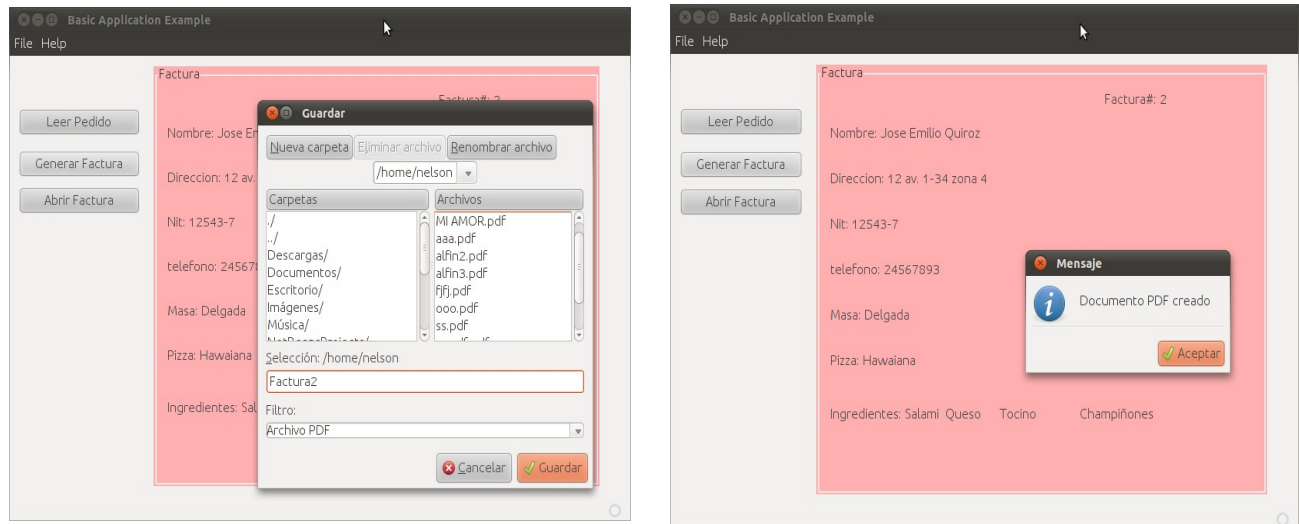 Basic Application Example
File Help
Factura
Leer Pedido
Generar Factura
Abrir Factura
Nombre: Jose
Direccion: 12 av.
Nit: 12543-7
telefono: 24567
Masa: Delgada
Pizza: Hawaiana
Ingredientes:
Guardar
Nueva carpeta Eliminar archivo Renombrar archivo
/home/nelson
Carpetas
./
../
Descargas/
Documentos/
Escritorio/
Imágenes/
Música/
Archivos
MI AMOR.pdf
aaa.pdf
alfin2.pdf
alfin3.pdf
fjfj.pdf
ooo.pdf
ss.pdf
Selección: /home/nelson
Factura2
Filtro:
Archivo PDF
Cancelar Guardar
Basic Application Example
File Help
Factura
Factura#: 2
Leer Pedido
Generar Factura
Abrir Factura
Nombre: Jose Emilio Quiroz
Direccion: 12 av. 1-34 zona 4
Nit: 12543-7
telefono: 24567893
Masa: Delgada
Pizza: Hawaiana
Ingredientes: Salami Queso Tocino Champiñones
Mensaje
Documento PDF creado
Aceptar